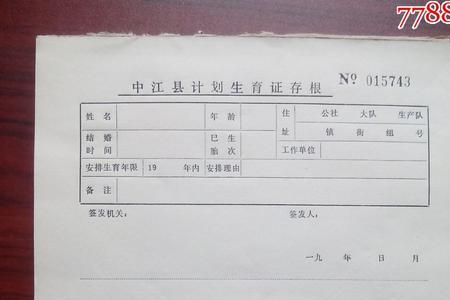 7788
中江县计划生育证存根 Nº 015743
姓名 年龄 住址 公社 大队 生产队
镇 街 组 号
结婚时间 已生胎次 工作单位
安排生育年限 19 年内 安排理由
备注
签发机关: 签发人:
一九 年 日 月